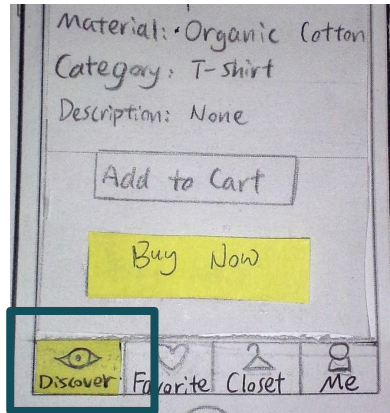 Material: Organic Cotton
Category: T-shirt
Description: None
Add to Cart
Buy Now
Discover Favorite Closet Me